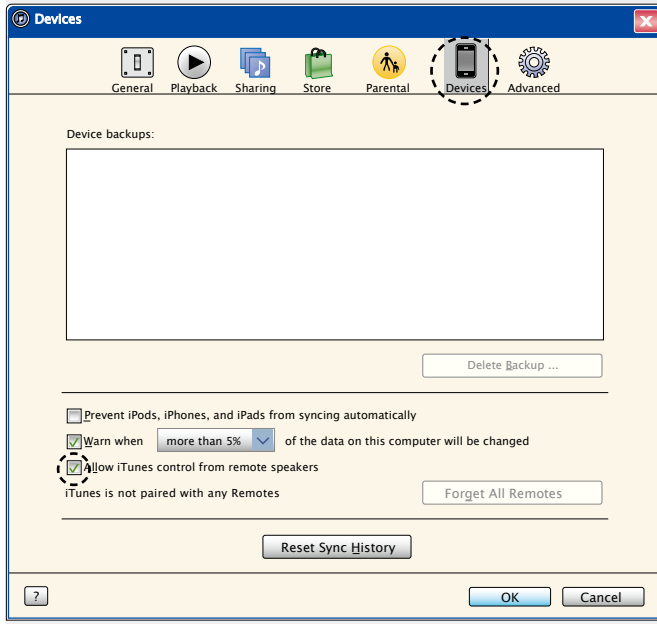 Devices
General Playback Sharing Store Parental Devices Advanced
Device backups:
Delete Backup ...
Prevent iPods, iPhones, and iPads from syncing automatically
Warn when more than 5% of the data on this computer will be changed
Allow iTunes control from remote speakers
iTunes is not paired with any Remotes Forget All Remotes
Reset Sync History
? OK Cancel